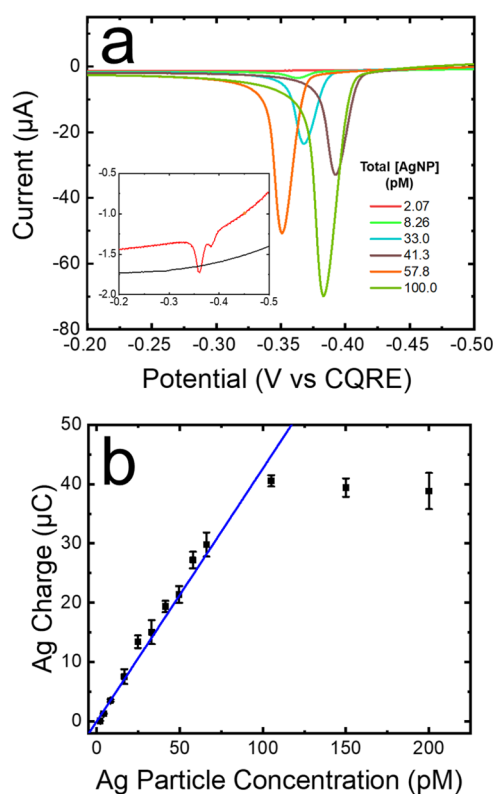 a
Current (µA)
0
-20
-40
-60
-80
Total [AgNP]
(pM)
2.07
8.26
33.0
41.3
57.8
100.0
-0.5
-1.0
-1.5
-2.0
-0.2 -0.3 -0.4 -0.5
-0.20 -0.25 -0.30 -0.35 -0.40 -0.45 -0.50
Potential (V vs CQRE)
b
Ag Charge (µC)
50
40
30
20
10
0
0 50 100 150 200
Ag Particle Concentration (pM)